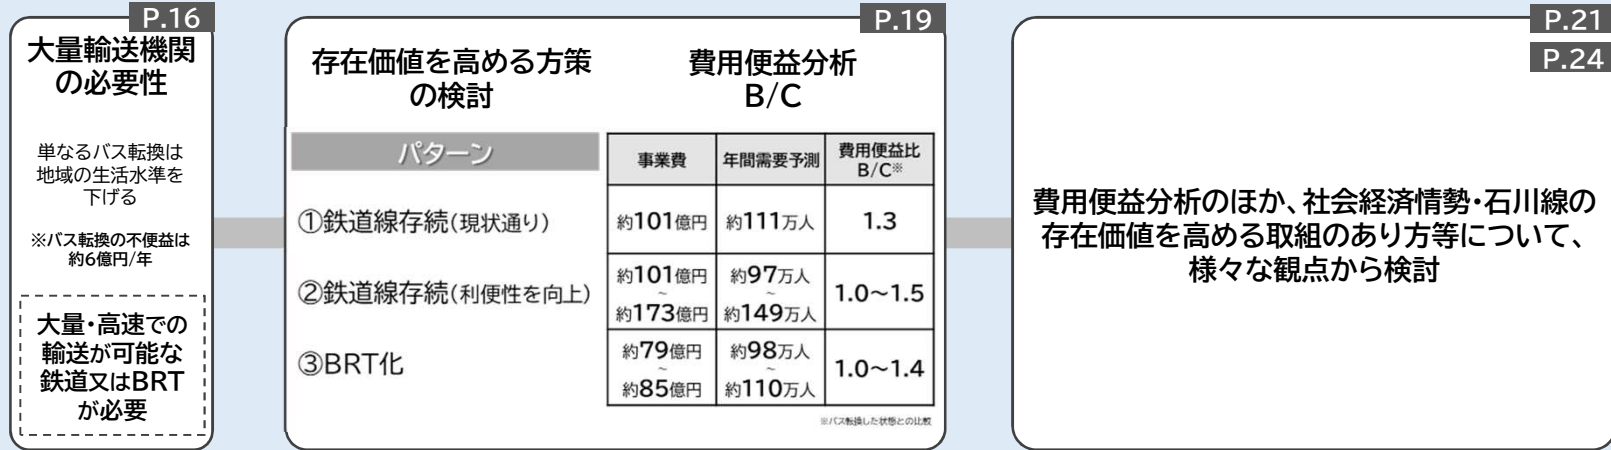 P.16
大量輸送機関
の必要性
単なるバス転換は
地域の生活水準を
下げる
※バス転換の不便益は
約6億円/年
大量・高速での
輸送が可能な
鉄道又はBRT
が必要
P.19
存在価値を高める方策
の検討
費用便益分析
B/C
パターン
事業費 年間需要予測 費用便益比
B/C※
①鉄道線存続(現状通り) 約101億円 約111万人 1.3
②鉄道線存続(利便性を向上) 約101億円～約173億円 約97万人～約149万人 1.0～1.5
③BRT化 約79億円～約85億円 約98万人～約110万人 1.0～1.4
※バス転換した状態との比較
P.21
P.24
費用便益分析のほか、社会経済情勢・石川線の
存在価値を高める取組のあり方等について、
様々な観点から検討